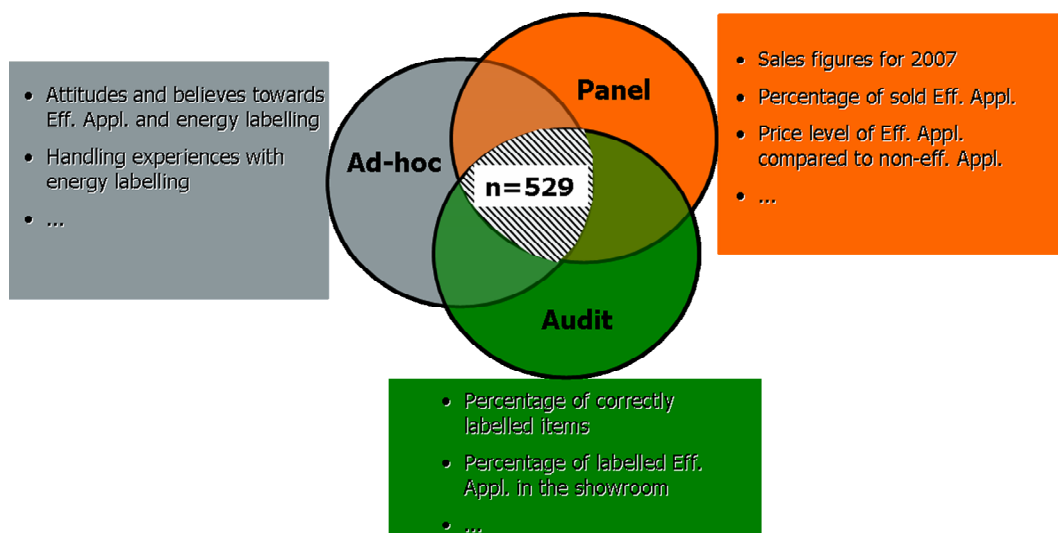 • Attitudes and believes towards
Eff. Appl. and energy labelling
• Handling experiences with
energy labelling
• ...
Ad-hoc
Panel
n=529
Audit
• Sales figures for 2007
• Percentage of sold Eff. Appl.
• Price level of Eff. Appl.
compared to non-eff. Appl.
• ...
• Percentage of correctly
labelled items
• Percentage of labelled Eff.
Appl. in the showroom
• ...